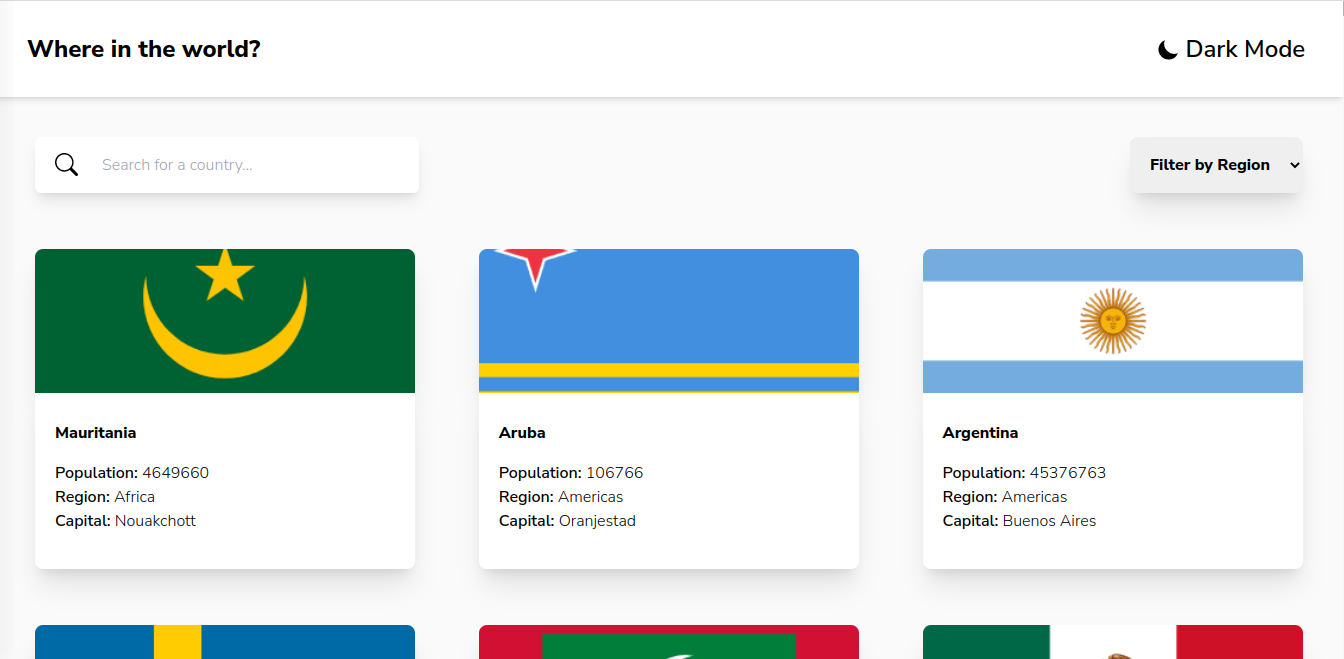 Where in the world?
Dark Mode
Search for a country...
Filter by Region
Mauritania
Population: 4649660
Region: Africa
Capital: Nouakchott
Aruba
Population: 106766
Region: Americas
Capital: Oranjestad
Argentina
Population: 45376763
Region: Americas
Capital: Buenos Aires